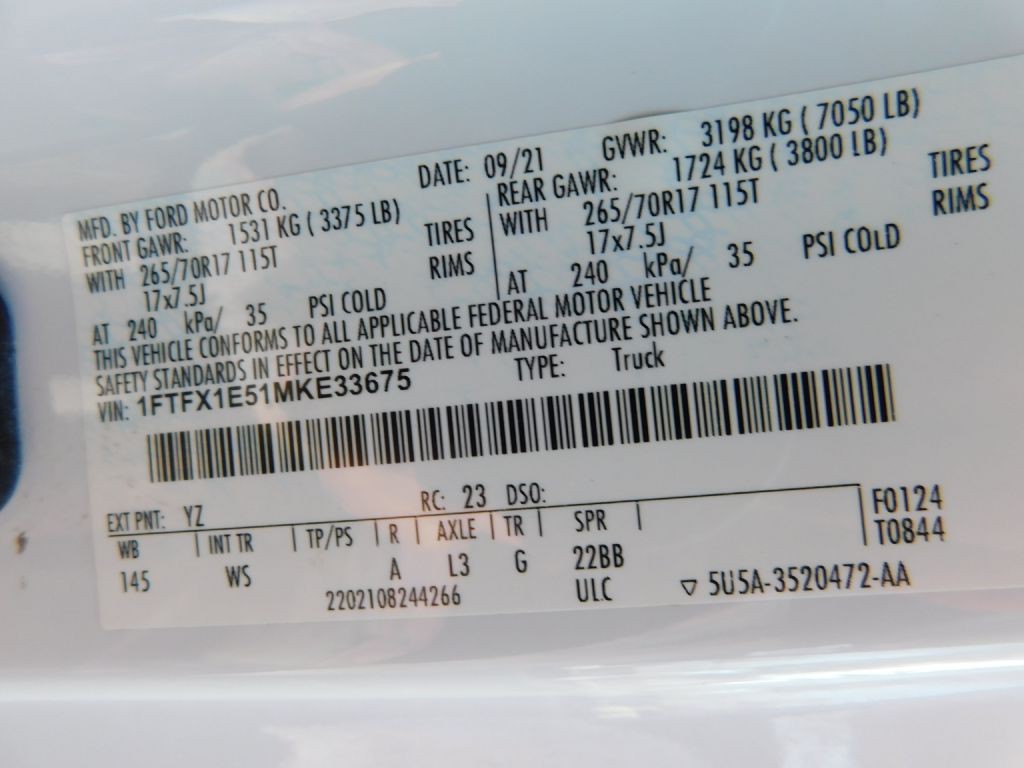 MFD. BY FORD MOTOR CO. DATE: 09/21 GVWR: 3198 KG ( 7050 LB)
FRONT GAWR: 1531 KG ( 3375 LB) REAR GAWR: 1724 KG ( 3800 LB)
WITH 265/70R17 115T TIRES WITH 265/70R17 115T TIRES
17x7.5J RIMS 17x7.5J RIMS
AT 240 kPa/ 35 PSI COLD AT 240 kPa/ 35 PSI COLD
THIS VEHICLE CONFORMS TO ALL APPLICABLE FEDERAL MOTOR VEHICLE
SAFETY STANDARDS IN EFFECT ON THE DATE OF MANUFACTURE SHOWN ABOVE.
VIN: 1FTFX1E51MKE33675 TYPE: Truck
EXT PNT: YZ RC: 23 DSO: F0124
WB INT TR TP/PS R AXLE TR SPR T0844
145 WS A L3 G 22BB
2202108244266 ULC ▽ 5U5A-3520472-AA